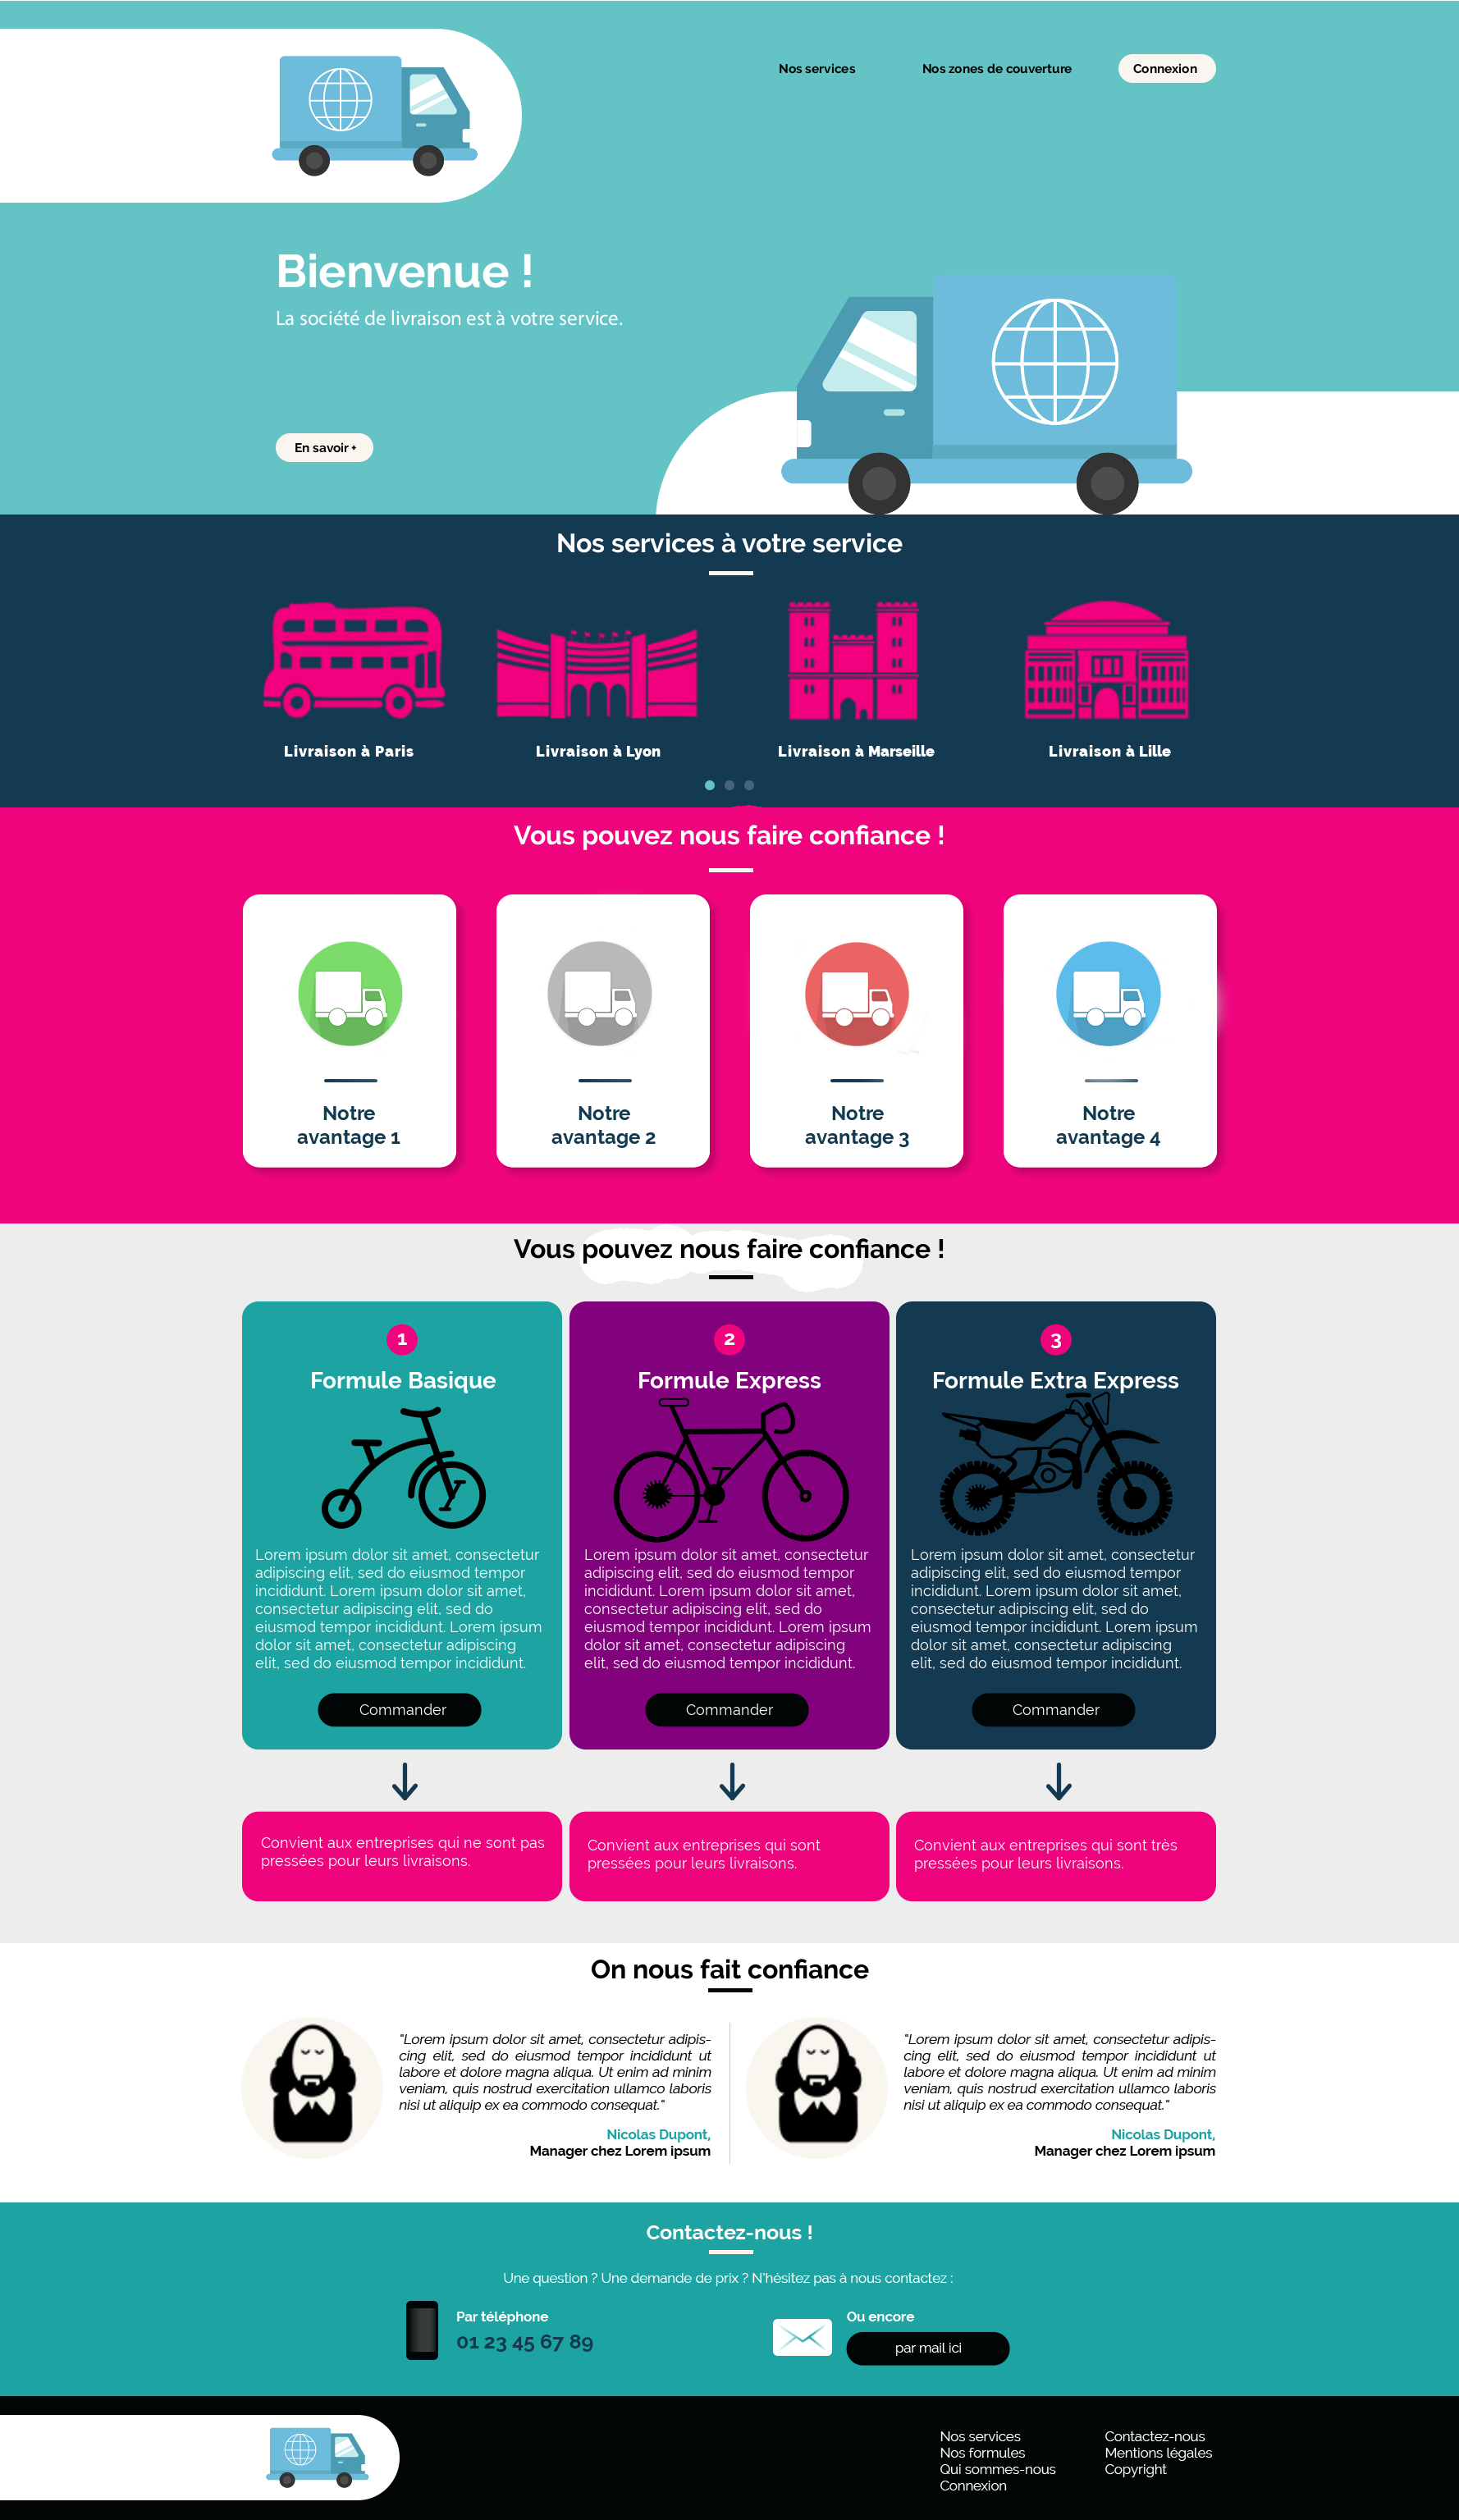 Nos services
Nos zones de couverture
Connexion
Bienvenue !
La société de livraison est à votre service.
En savoir +
Nos services à votre service
Livraison à Paris
Livraison à Lyon
Livraison à Marseille
Livraison à Lille
Vous pouvez nous faire confiance !
Notre
avantage 1
Notre
avantage 2
Notre
avantage 3
Notre
avantage 4
Vous pouvez nous faire confiance !
1
Formule Basique
Lorem ipsum dolor sit amet, consectetur
adipiscing elit, sed do eiusmod tempor
incididunt. Lorem ipsum dolor sit amet,
consectetur adipiscing elit, sed do
eiusmod tempor incididunt. Lorem ipsum
dolor sit amet, consectetur adipiscing
elit, sed do eiusmod tempor incididunt.
Commander
2
Formule Express
Lorem ipsum dolor sit amet, consectetur
adipiscing elit, sed do eiusmod tempor
incididunt. Lorem ipsum dolor sit amet,
consectetur adipiscing elit, sed do
eiusmod tempor incididunt. Lorem ipsum
dolor sit amet, consectetur adipiscing
elit, sed do eiusmod tempor incididunt.
Commander
3
Formule Extra Express
Lorem ipsum dolor sit amet, consectetur
adipiscing elit, sed do eiusmod tempor
incididunt. Lorem ipsum dolor sit amet,
consectetur adipiscing elit, sed do
eiusmod tempor incididunt. Lorem ipsum
dolor sit amet, consectetur adipiscing
elit, sed do eiusmod tempor incididunt.
Commander
Convient aux entreprises qui ne sont pas
pressées pour leurs livraisons.
Convient aux entreprises qui sont
pressées pour leurs livraisons.
Convient aux entreprises qui sont très
pressées pour leurs livraisons.
On nous fait confiance
"Lorem ipsum dolor sit amet, consectetur adipis-
cing elit, sed do eiusmod tempor incididunt ut
labore et dolore magna aliqua. Ut enim ad minim
veniam, quis nostrud exercitation ullamco laboris
nisi ut aliquip ex ea commodo consequat."
Nicolas Dupont,
Manager chez Lorem ipsum
"Lorem ipsum dolor sit amet, consectetur adipis-
cing elit, sed do eiusmod tempor incididunt ut
labore et dolore magna aliqua. Ut enim ad minim
veniam, quis nostrud exercitation ullamco laboris
nisi ut aliquip ex ea commodo consequat."
Nicolas Dupont,
Manager chez Lorem ipsum
Contactez-nous !
Une question ? Une demande de prix ? N'hésitez pas à nous contactez :
Par téléphone
01 23 45 67 89
Ou encore
par mail ici
Nos services
Nos formules
Qui sommes-nous
Connexion
Contactez-nous
Mentions légales
Copyright